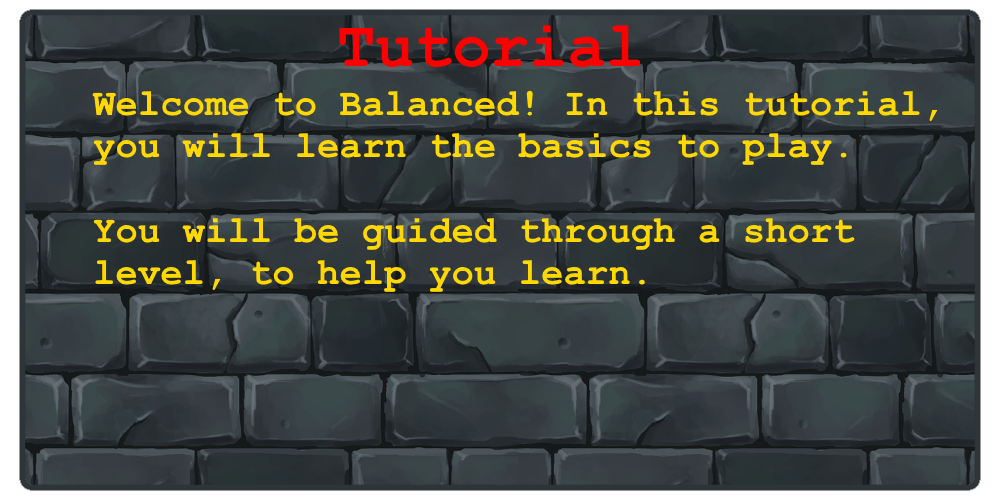 Tutorial
Welcome to Balanced! In this tutorial,
you will learn the basics to play.
You will be guided through a short
level, to help you learn.